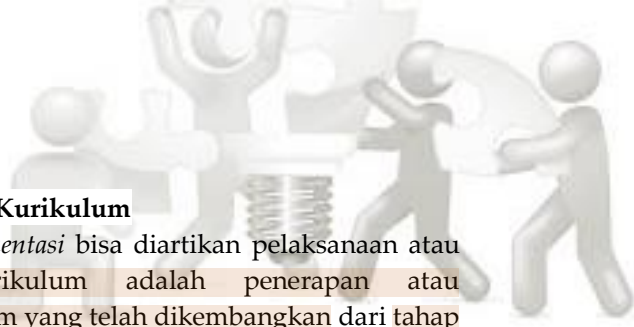 Kurikulum
entasi bisa diartikan pelaksanaan atau
rikulum adalah penerapan atau
m yang telah dikembangkan dari tahap